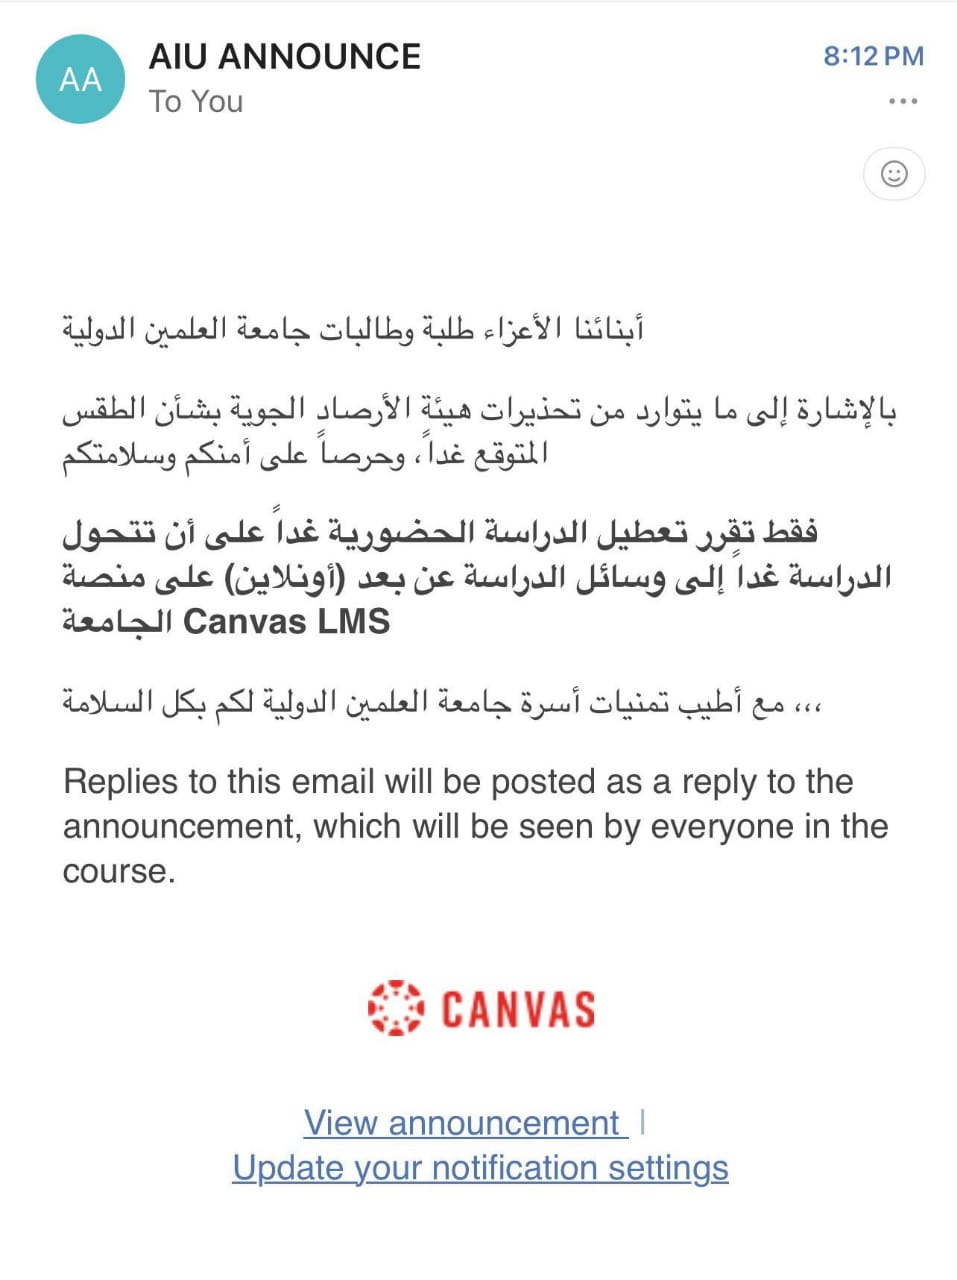 AIU ANNOUNCE
8:12 PM
AA
To You
أبنائنا الأعزاء طلبة وطالبات جامعة العلمين الدولية
بالإشارة إلى ما يتوارد من تحذيرات هيئة الأرصاد الجوية بشأن الطقس
المتوقع غداً، وحرصاً على أمنكم وسلامتكم
فقط تقرر تعطيل الدراسة الحضورية غداً على أن تتحول
الدراسة غداً إلى وسائل الدراسة عن بعد (أونلاين) على منصة
الجامعة Canvas LMS
،،، مع أطيب تمنيات أسرة جامعة العلمين الدولية لكم بكل السلامة
Replies to this email will be posted as a reply to the
announcement, which will be seen by everyone in the
course.
CANVAS
View announcement |
Update your notification settings